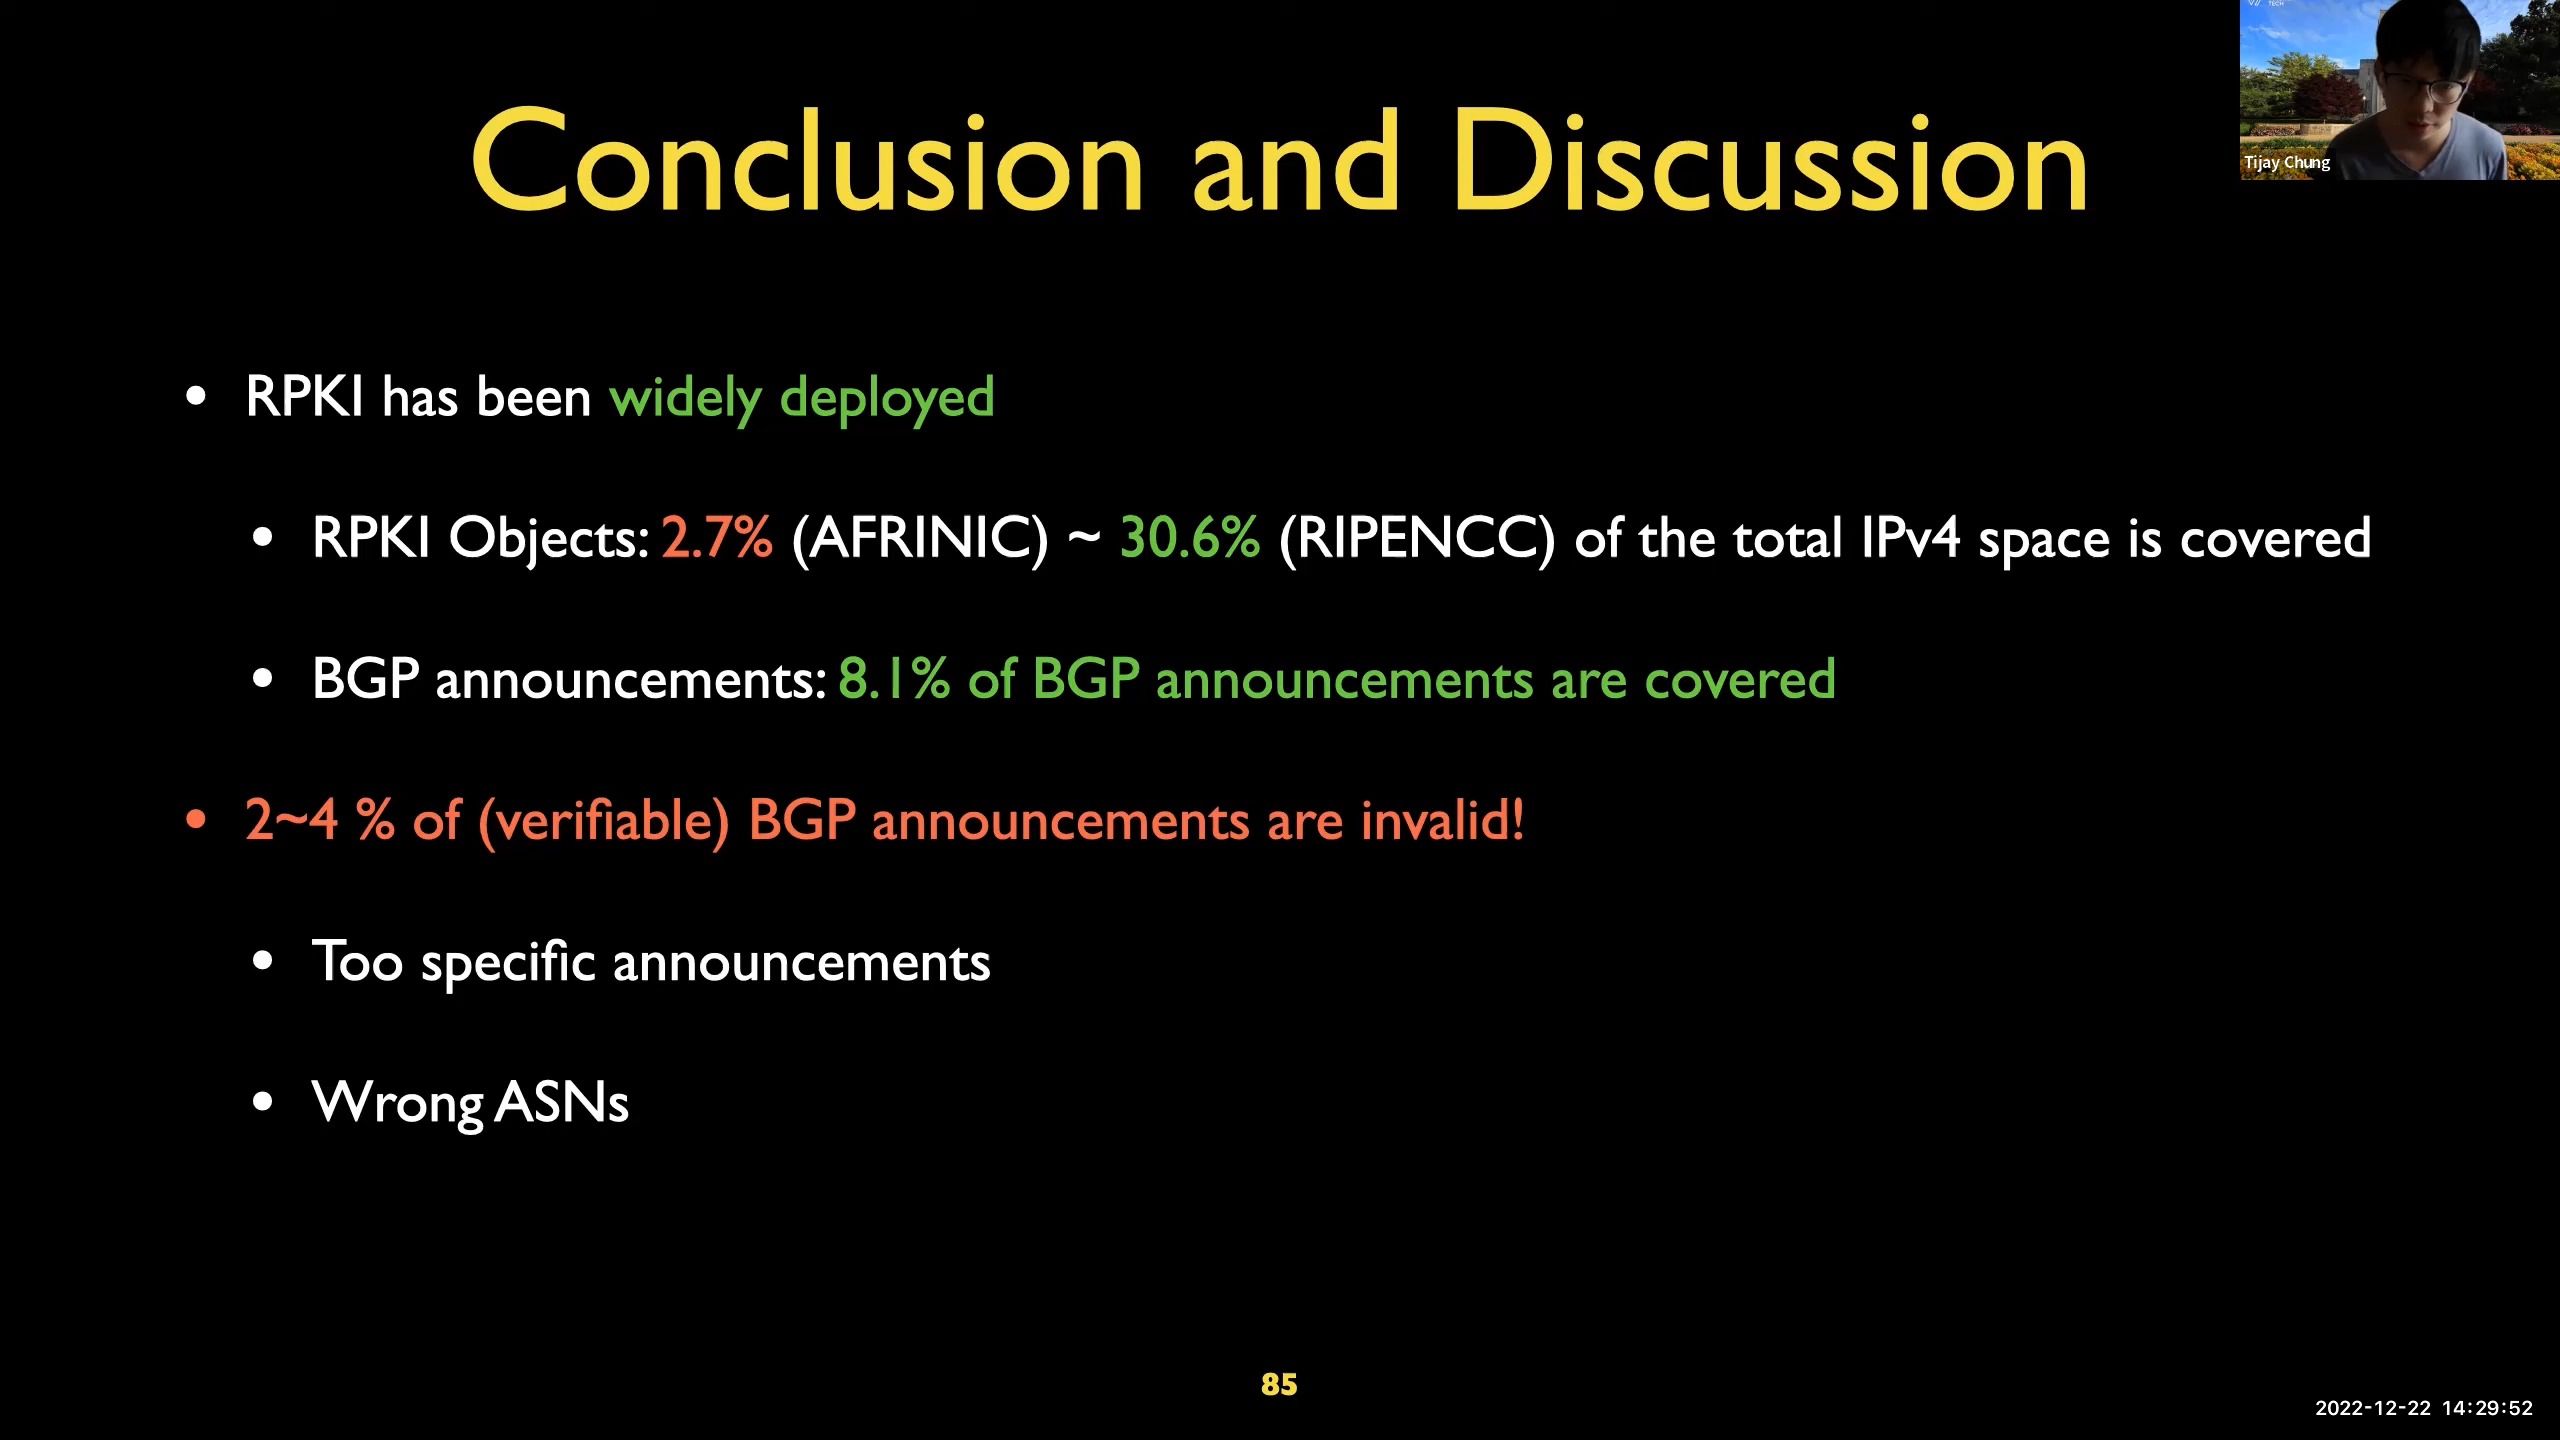 TECH
Tijay Chung
Conclusion and Discussion
• RPKI has been widely deployed
• RPKI Objects: 2.7% (AFRINIC) ~ 30.6% (RIPENCC) of the total IPv4 space is covered
• BGP announcements: 8.1% of BGP announcements are covered
• 2~4 % of (verifiable) BGP announcements are invalid!
• Too specific announcements
• Wrong ASNs
85
2022-12-22 14:29:52